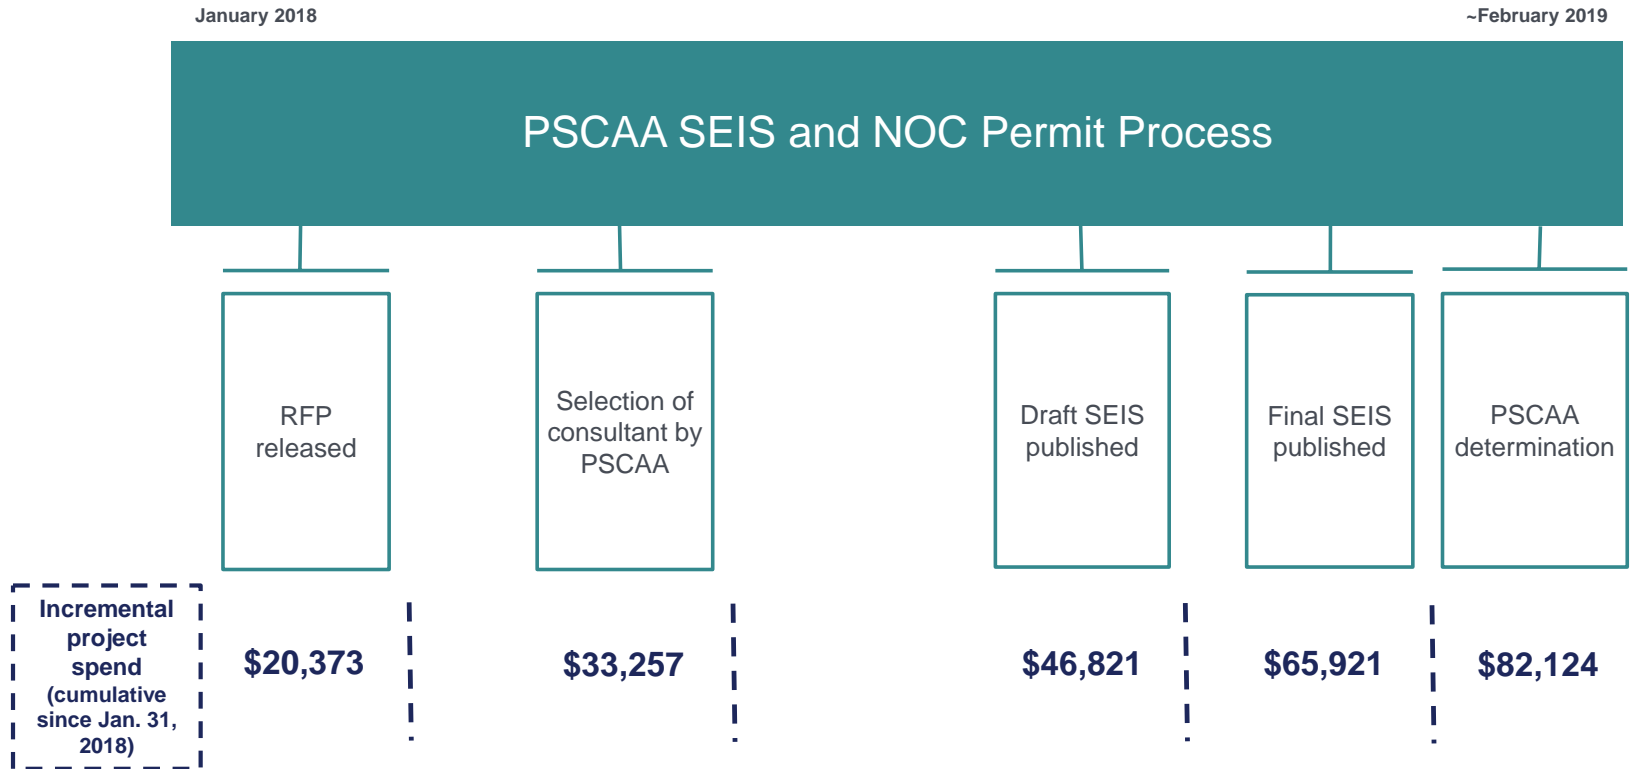 January 2018
~February 2019
PSCAA SEIS and NOC Permit Process
RFP
released
Selection of
consultant by
PSCAA
Draft SEIS
published
Final SEIS
published
PSCAA
determination
Incremental
project
spend
(cumulative
since Jan. 31,
2018)
$20,373
$33,257
$46,821
$65,921
$82,124